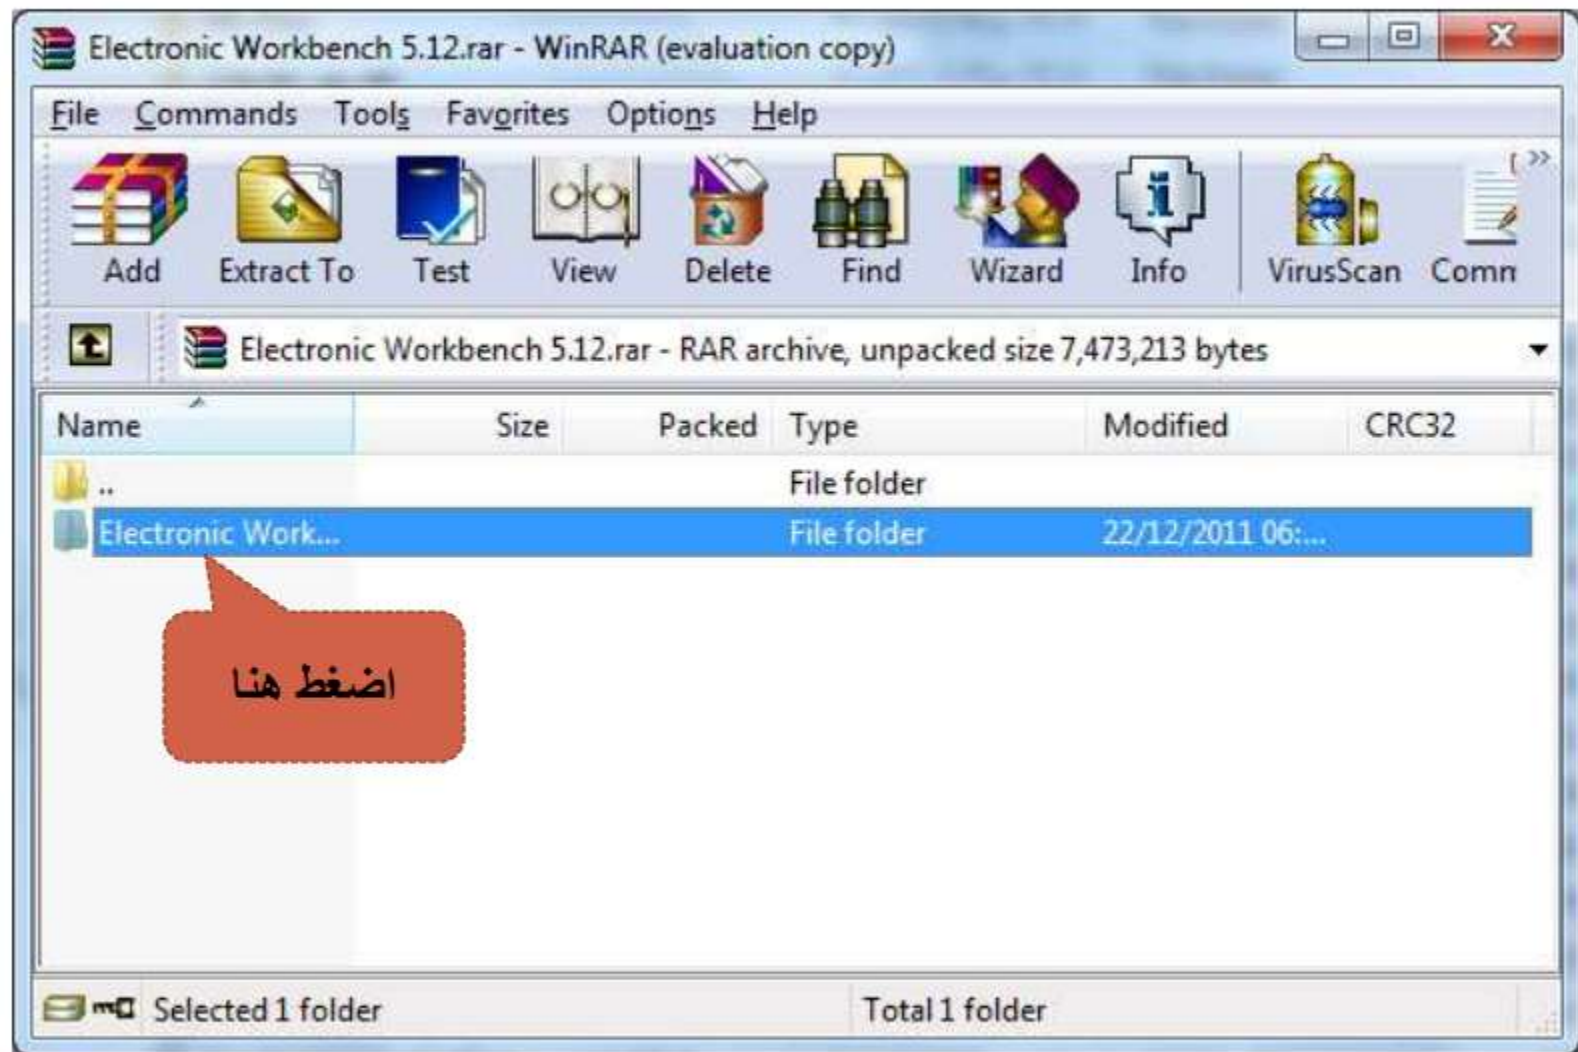 Electronic Workbench 5.12.rar - WinRAR (evaluation copy)
File Commands Tools Favorites Options Help
Add Extract To Test View Delete Find Wizard Info VirusScan Comm
Electronic Workbench 5.12.rar - RAR archive, unpacked size 7,473,213 bytes
Name Size Packed Type Modified CRC32
.. File folder
Electronic Work... File folder 22/12/2011 06:...
اضغط هنا
Selected 1 folder Total 1 folder